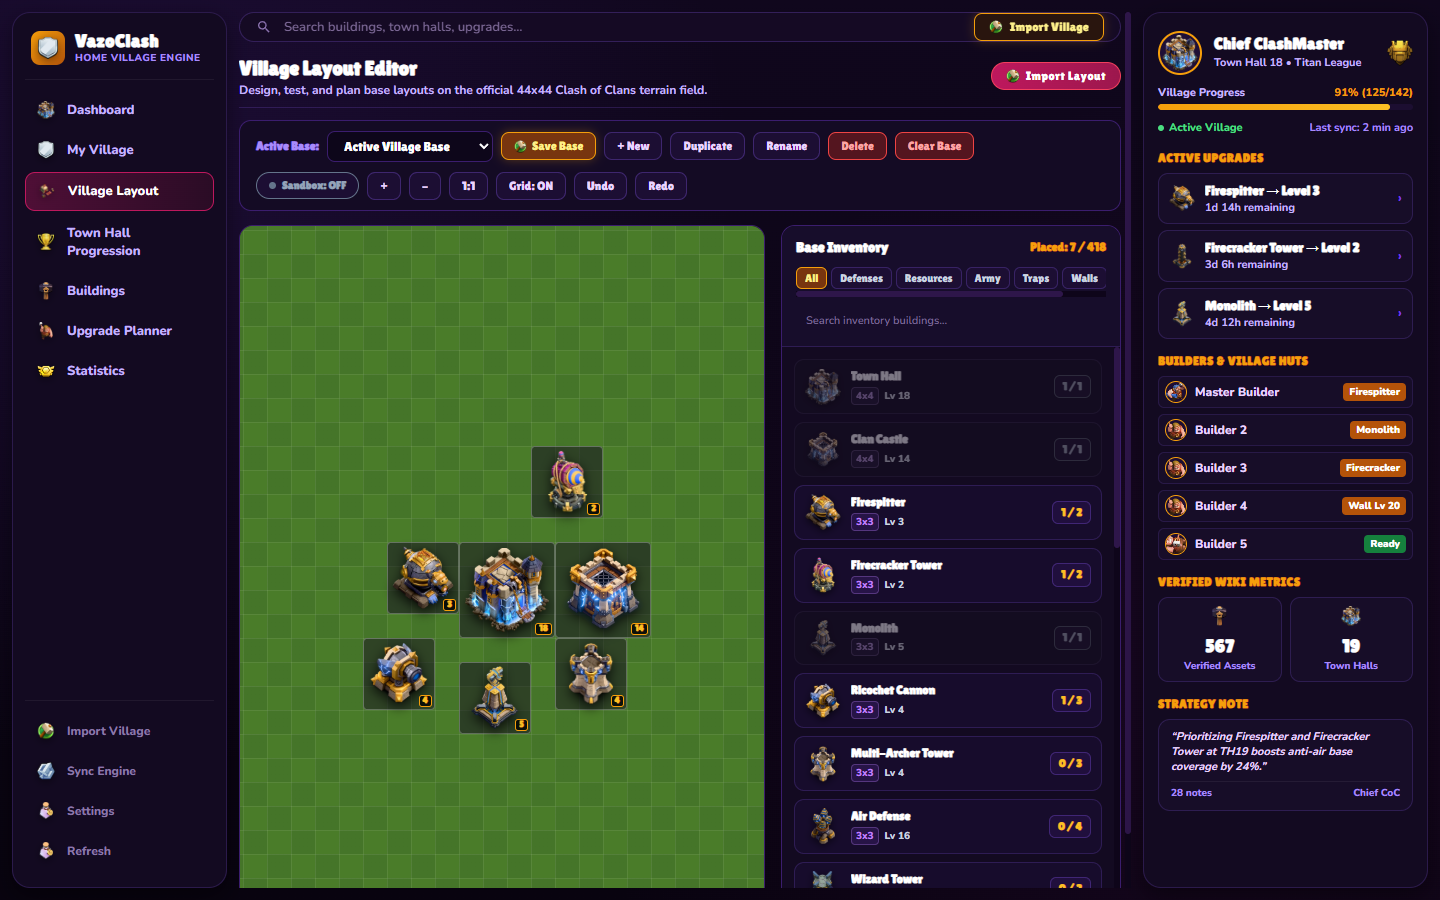 VazoClash
HOME VILLAGE ENGINE
Dashboard
My Village
Village Layout
Town Hall
Progression
Buildings
Upgrade Planner
Statistics
Import Village
Sync Engine
Settings
Refresh
Search buildings, town halls, upgrades...
Import Village
Village Layout Editor
Design, test, and plan base layouts on the official 44x44 Clash of Clans terrain field.
Import Layout
Active Base:
Active Village Base
Save Base
+ New
Duplicate
Rename
Delete
Clear Base
Sandbox: OFF
+
−
1:1
Grid: ON
Undo
Redo
2
3
18
14
4
5
4
Base Inventory
Placed: 7 / 418
All
Defenses
Resources
Army
Traps
Walls
Search inventory buildings...
Town Hall
4x4 Lv 18
1/1
Clan Castle
4x4 Lv 14
1/1
Firespitter
3x3 Lv 3
1/2
Firecracker Tower
3x3 Lv 2
1/2
Monolith
3x3 Lv 5
1/1
Ricochet Cannon
3x3 Lv 4
1/3
Multi-Archer Tower
3x3 Lv 4
0/3
Air Defense
3x3 Lv 16
0/4
Wizard Tower
Chief ClashMaster
Town Hall 18 • Titan League
Village Progress
91% (125/142)
Active Village
Last sync: 2 min ago
ACTIVE UPGRADES
Firespitter → Level 3
1d 14h remaining
›
Firecracker Tower → Level 2
3d 6h remaining
›
Monolith → Level 5
4d 12h remaining
›
BUILDERS & VILLAGE HUTS
Master Builder
Firespitter
Builder 2
Monolith
Builder 3
Firecracker
Builder 4
Wall Lv 20
Builder 5
Ready
VERIFIED WIKI METRICS
567
Verified Assets
19
Town Halls
STRATEGY NOTE
“Prioritizing Firespitter and Firecracker
Tower at TH19 boosts anti-air base
coverage by 24%.”
28 notes
Chief CoC